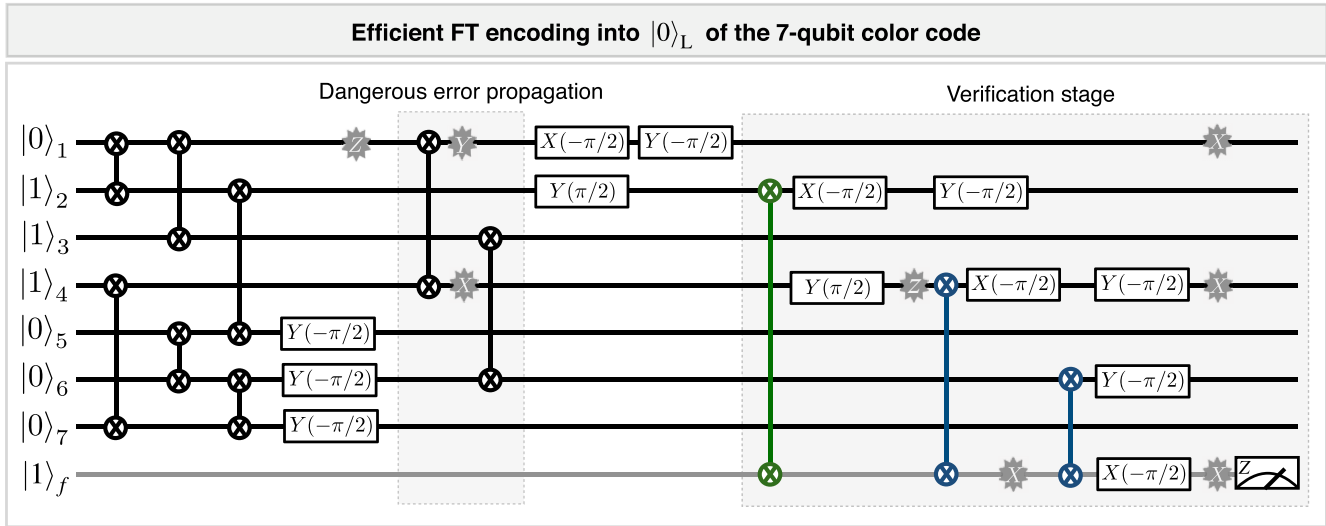 Efficient FT encoding into |0⟩L of the 7-qubit color code
Dangerous error propagation
Verification stage
|0⟩1 Z Y X(−π/2) Y(−π/2) X
|1⟩2 Y(π/2) X(−π/2) Y(−π/2)
|1⟩3
|1⟩4 X Y(π/2) Z X(−π/2) Y(−π/2) X
|0⟩5 Y(−π/2)
|0⟩6 Y(−π/2) Y(−π/2)
|0⟩7 Y(−π/2)
|1⟩f X X(−π/2) X Z